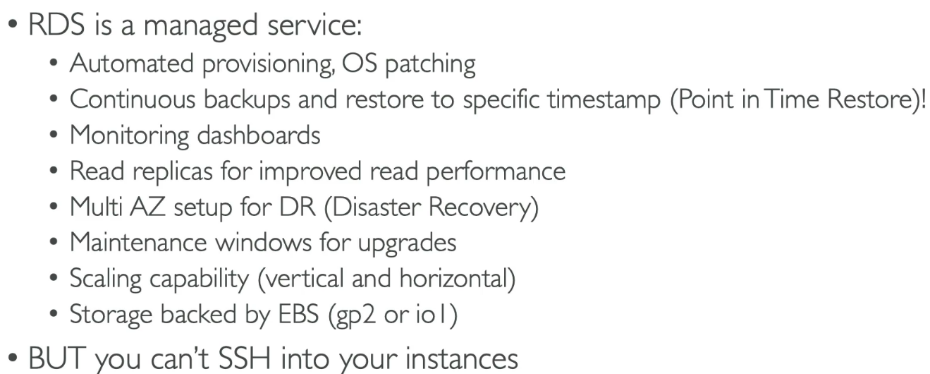 • RDS is a managed service:
• Automated provisioning, OS patching
• Continuous backups and restore to specific timestamp (Point in Time Restore)!
• Monitoring dashboards
• Read replicas for improved read performance
• Multi AZ setup for DR (Disaster Recovery)
• Maintenance windows for upgrades
• Scaling capability (vertical and horizontal)
• Storage backed by EBS (gp2 or io1)
• BUT you can't SSH into your instances